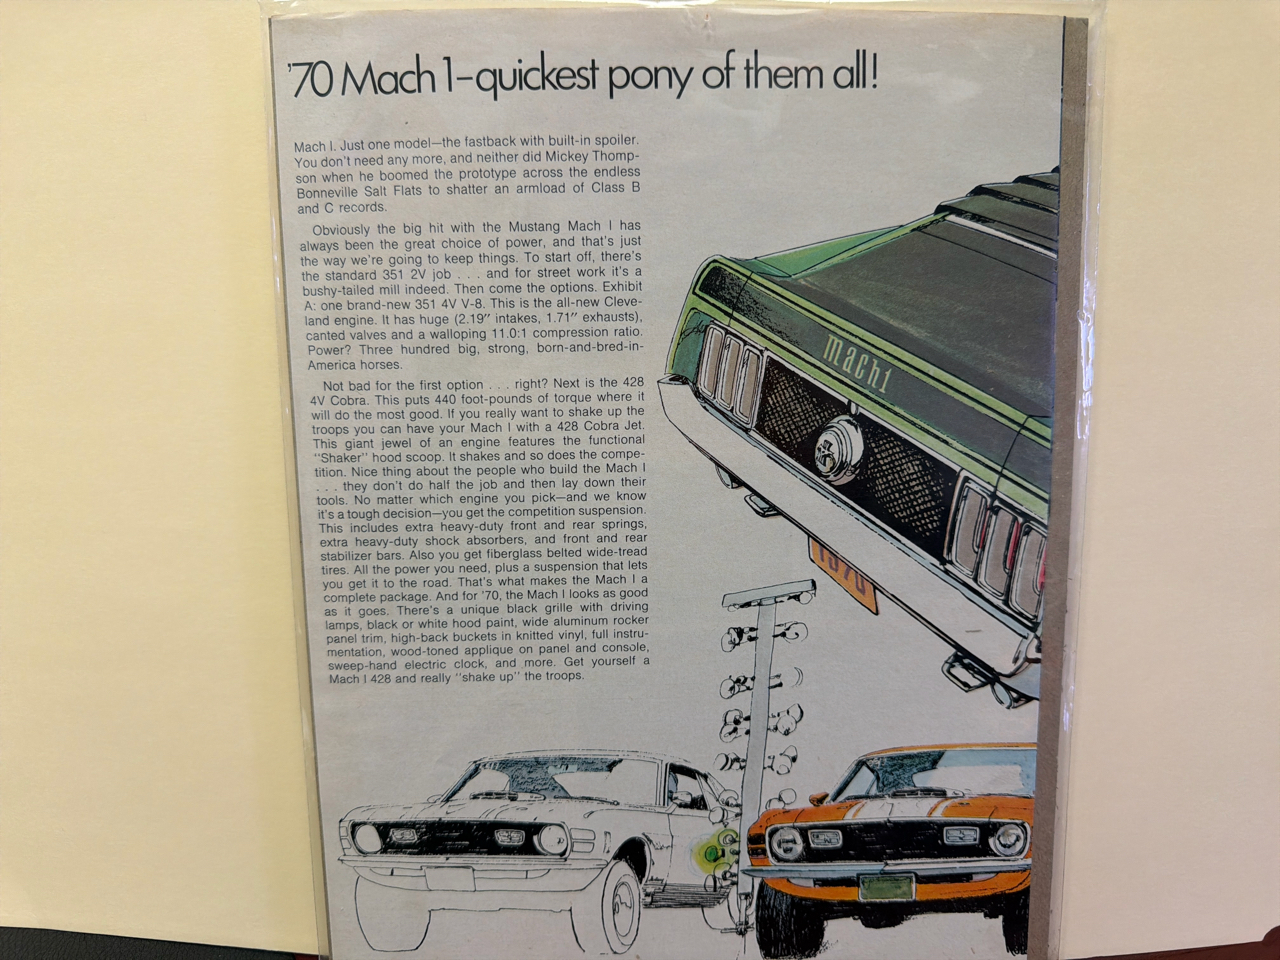 '70 Mach 1–quickest pony of them all!
Mach I. Just one model—the fastback with built-in spoiler.
You don't need any more, and neither did Mickey Thomp-
son when he boomed the prototype across the endless
Bonneville Salt Flats to shatter an armload of Class B
and C records.
Obviously the big hit with the Mustang Mach I has
always been the great choice of power, and that's just
the way we're going to keep things. To start off, there's
the standard 351 2V job . . . and for street work it's a
bushy-tailed mill indeed. Then come the options. Exhibit
A: one brand-new 351 4V V-8. This is the all-new Cleve-
land engine. It has huge (2.19″ intakes, 1.71″ exhausts),
canted valves and a walloping 11.0:1 compression ratio.
Power? Three hundred big, strong, born-and-bred-in-
America horses.
Not bad for the first option . . . right? Next is the 428
4V Cobra. This puts 440 foot-pounds of torque where it
will do the most good. If you really want to shake up the
troops you can have your Mach I with a 428 Cobra Jet.
This giant jewel of an engine features the functional
"Shaker" hood scoop. It shakes and so does the compe-
tition. Nice thing about the people who build the Mach I
. . . they don't do half the job and then lay down their
tools. No matter which engine you pick—and we know
it's a tough decision—you get the competition suspension.
This includes extra heavy-duty front and rear springs,
extra heavy-duty shock absorbers, and front and rear
stabilizer bars. Also you get fiberglass belted wide-tread
tires. All the power you need, plus a suspension that lets
you get it to the road. That's what makes the Mach I a
complete package. And for '70, the Mach I looks as good
as it goes. There's a unique black grille with driving
lamps, black or white hood paint, wide aluminum rocker
panel trim, high-back buckets in knitted vinyl, full instru-
mentation, wood-toned applique on panel and console,
sweep-hand electric clock, and more. Get yourself a
Mach I 428 and really "shake up" the troops.
mach1
1970